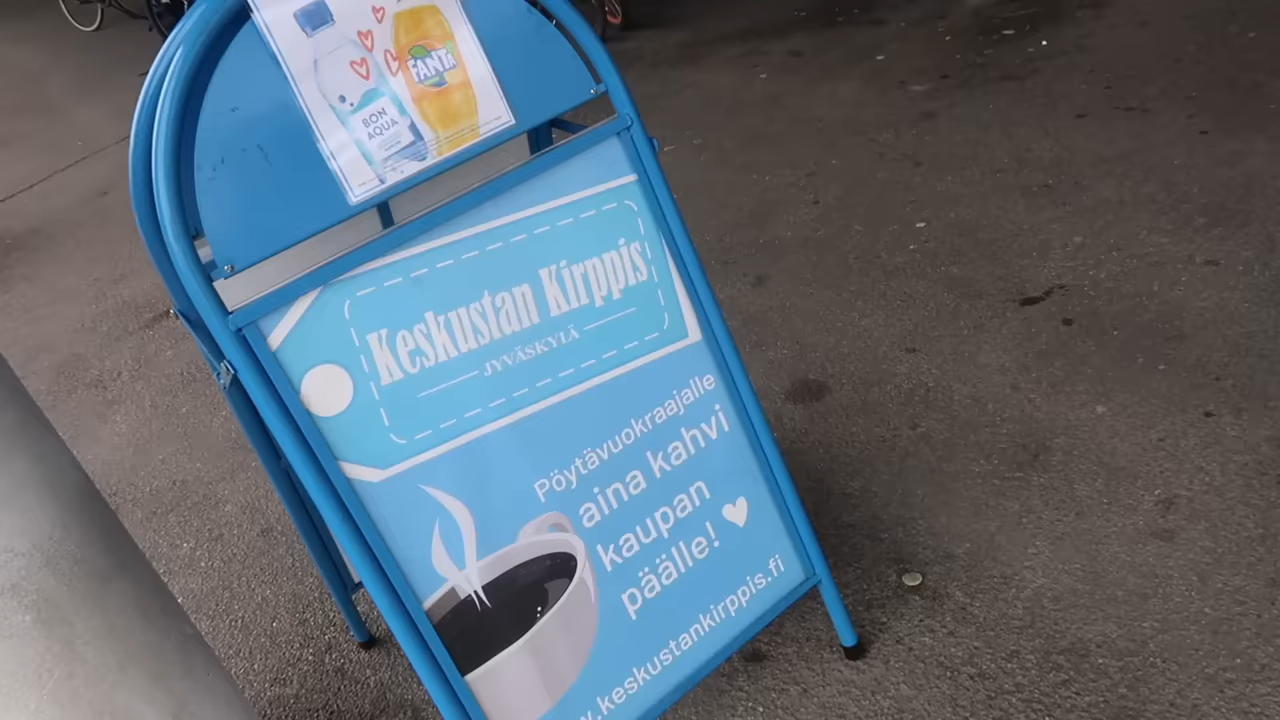 FANTA
BON
AQUA
Keskustan Kirppis
JYVÄSKYLÄ
Pöytävuokraajalle
aina kahvi
kaupan
päälle!
keskustankirppis.fi